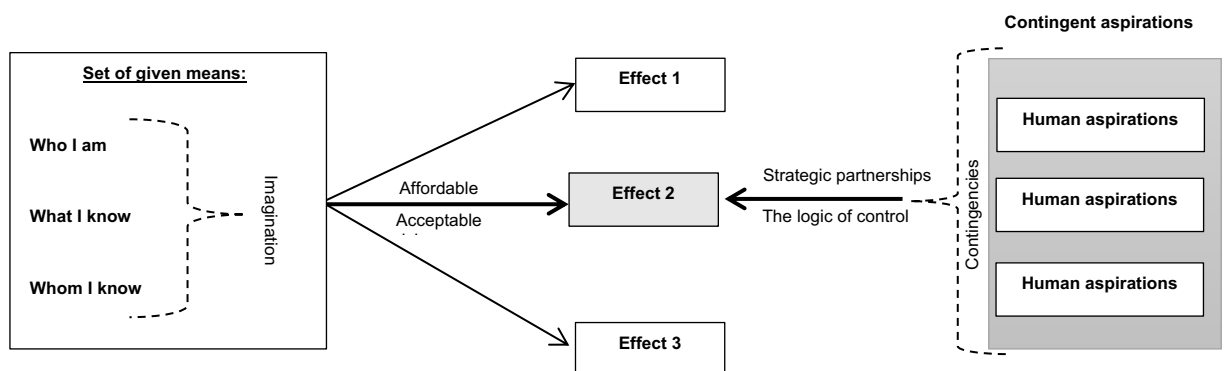 Contingent aspirations
Set of given means:
Who I am
What I know
Whom I know
Imagination
Effect 1
Affordable
Effect 2
Acceptable
Effect 3
Strategic partnerships
The logic of control
Contingencies
Human aspirations
Human aspirations
Human aspirations